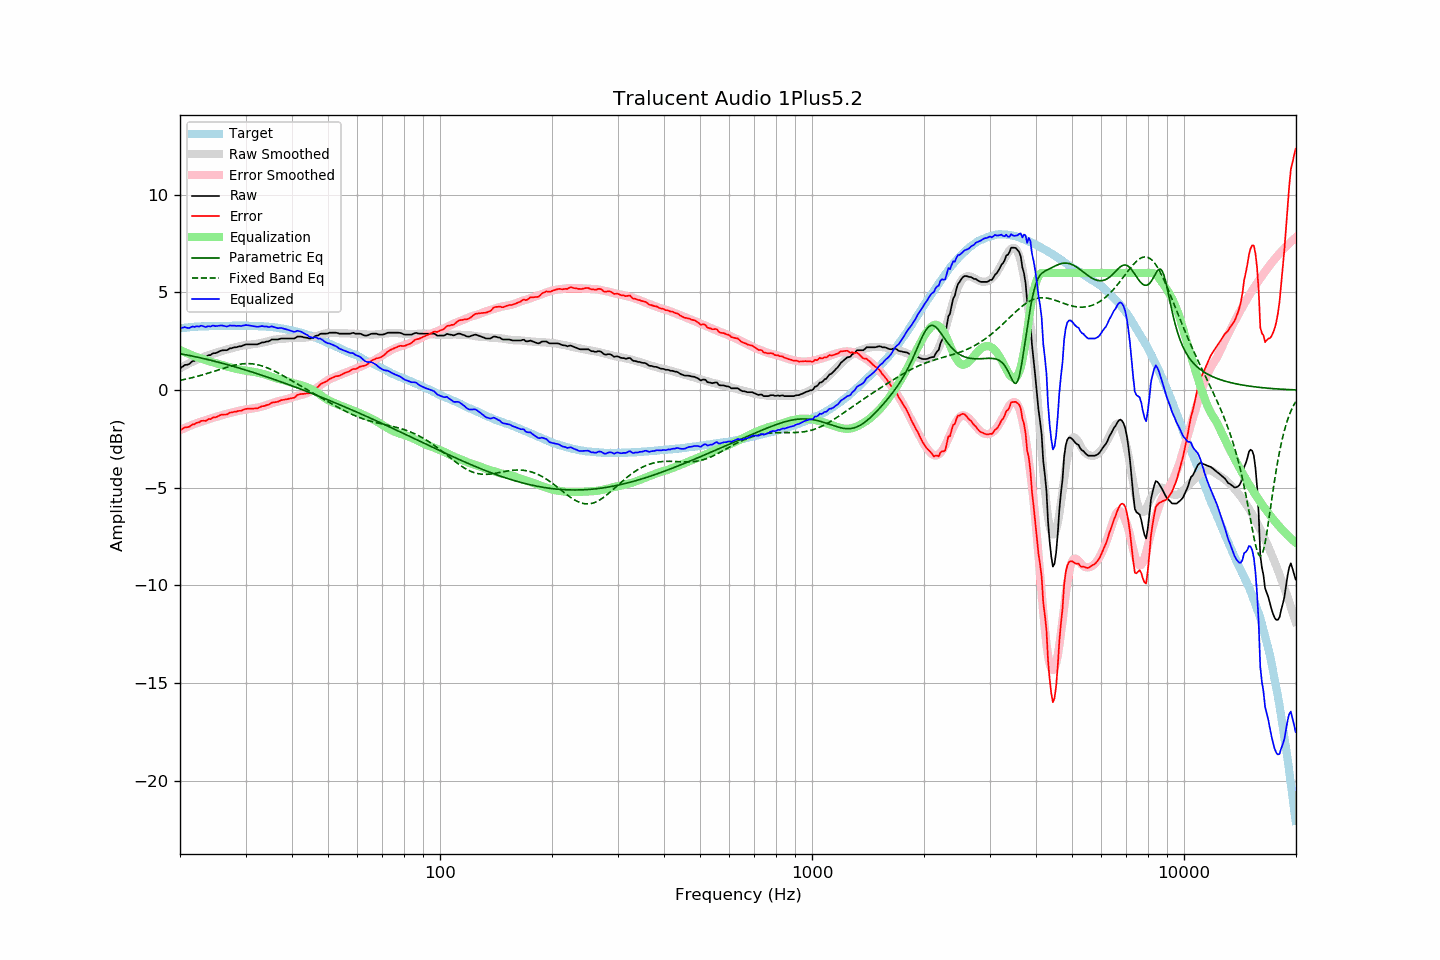 Tralucent Audio 1Plus5.2
Target
Raw Smoothed
Error Smoothed
Raw
Error
Equalization
Parametric Eq
Fixed Band Eq
Equalized
10
5
0
−5
−10
−15
−20
Amplitude (dBr)
100
1000
10000
Frequency (Hz)